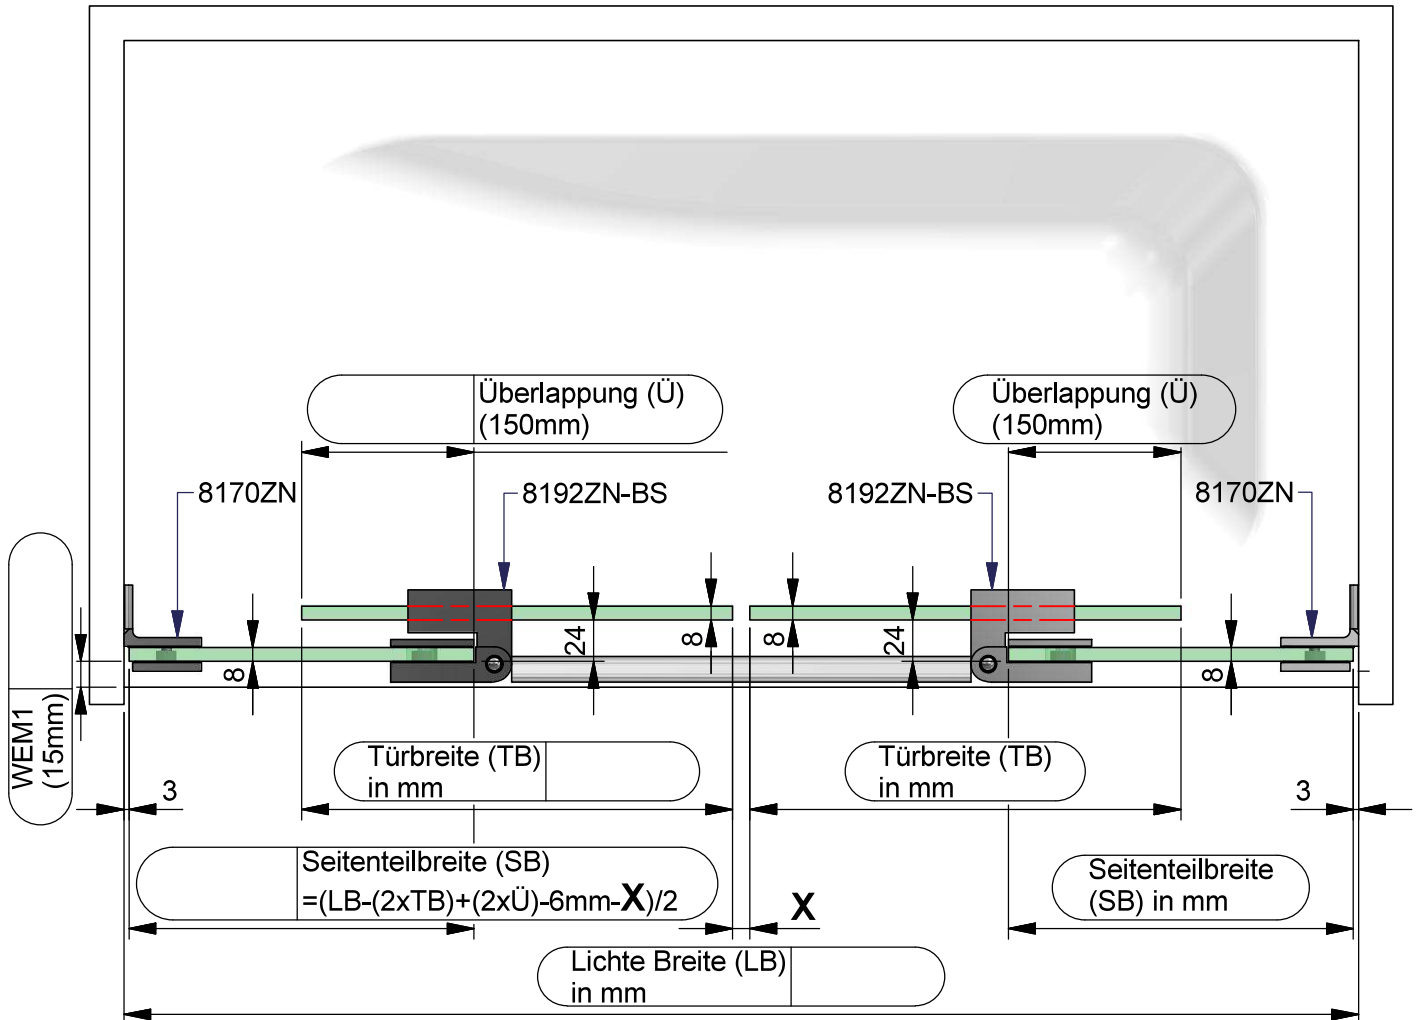 Überlappung (Ü)
(150mm)
Überlappung (Ü)
(150mm)
8170ZN
8192ZN-BS
8192ZN-BS
8170ZN
8
24
8
8
24
8
WEM1
(15mm)
Türbreite (TB)
in mm
Türbreite (TB)
in mm
3
3
Seitenteilbreite (SB)
=(LB-(2xTB)+(2xÜ)-6mm-X)/2
X
Seitenteilbreite
(SB) in mm
Lichte Breite (LB)
in mm